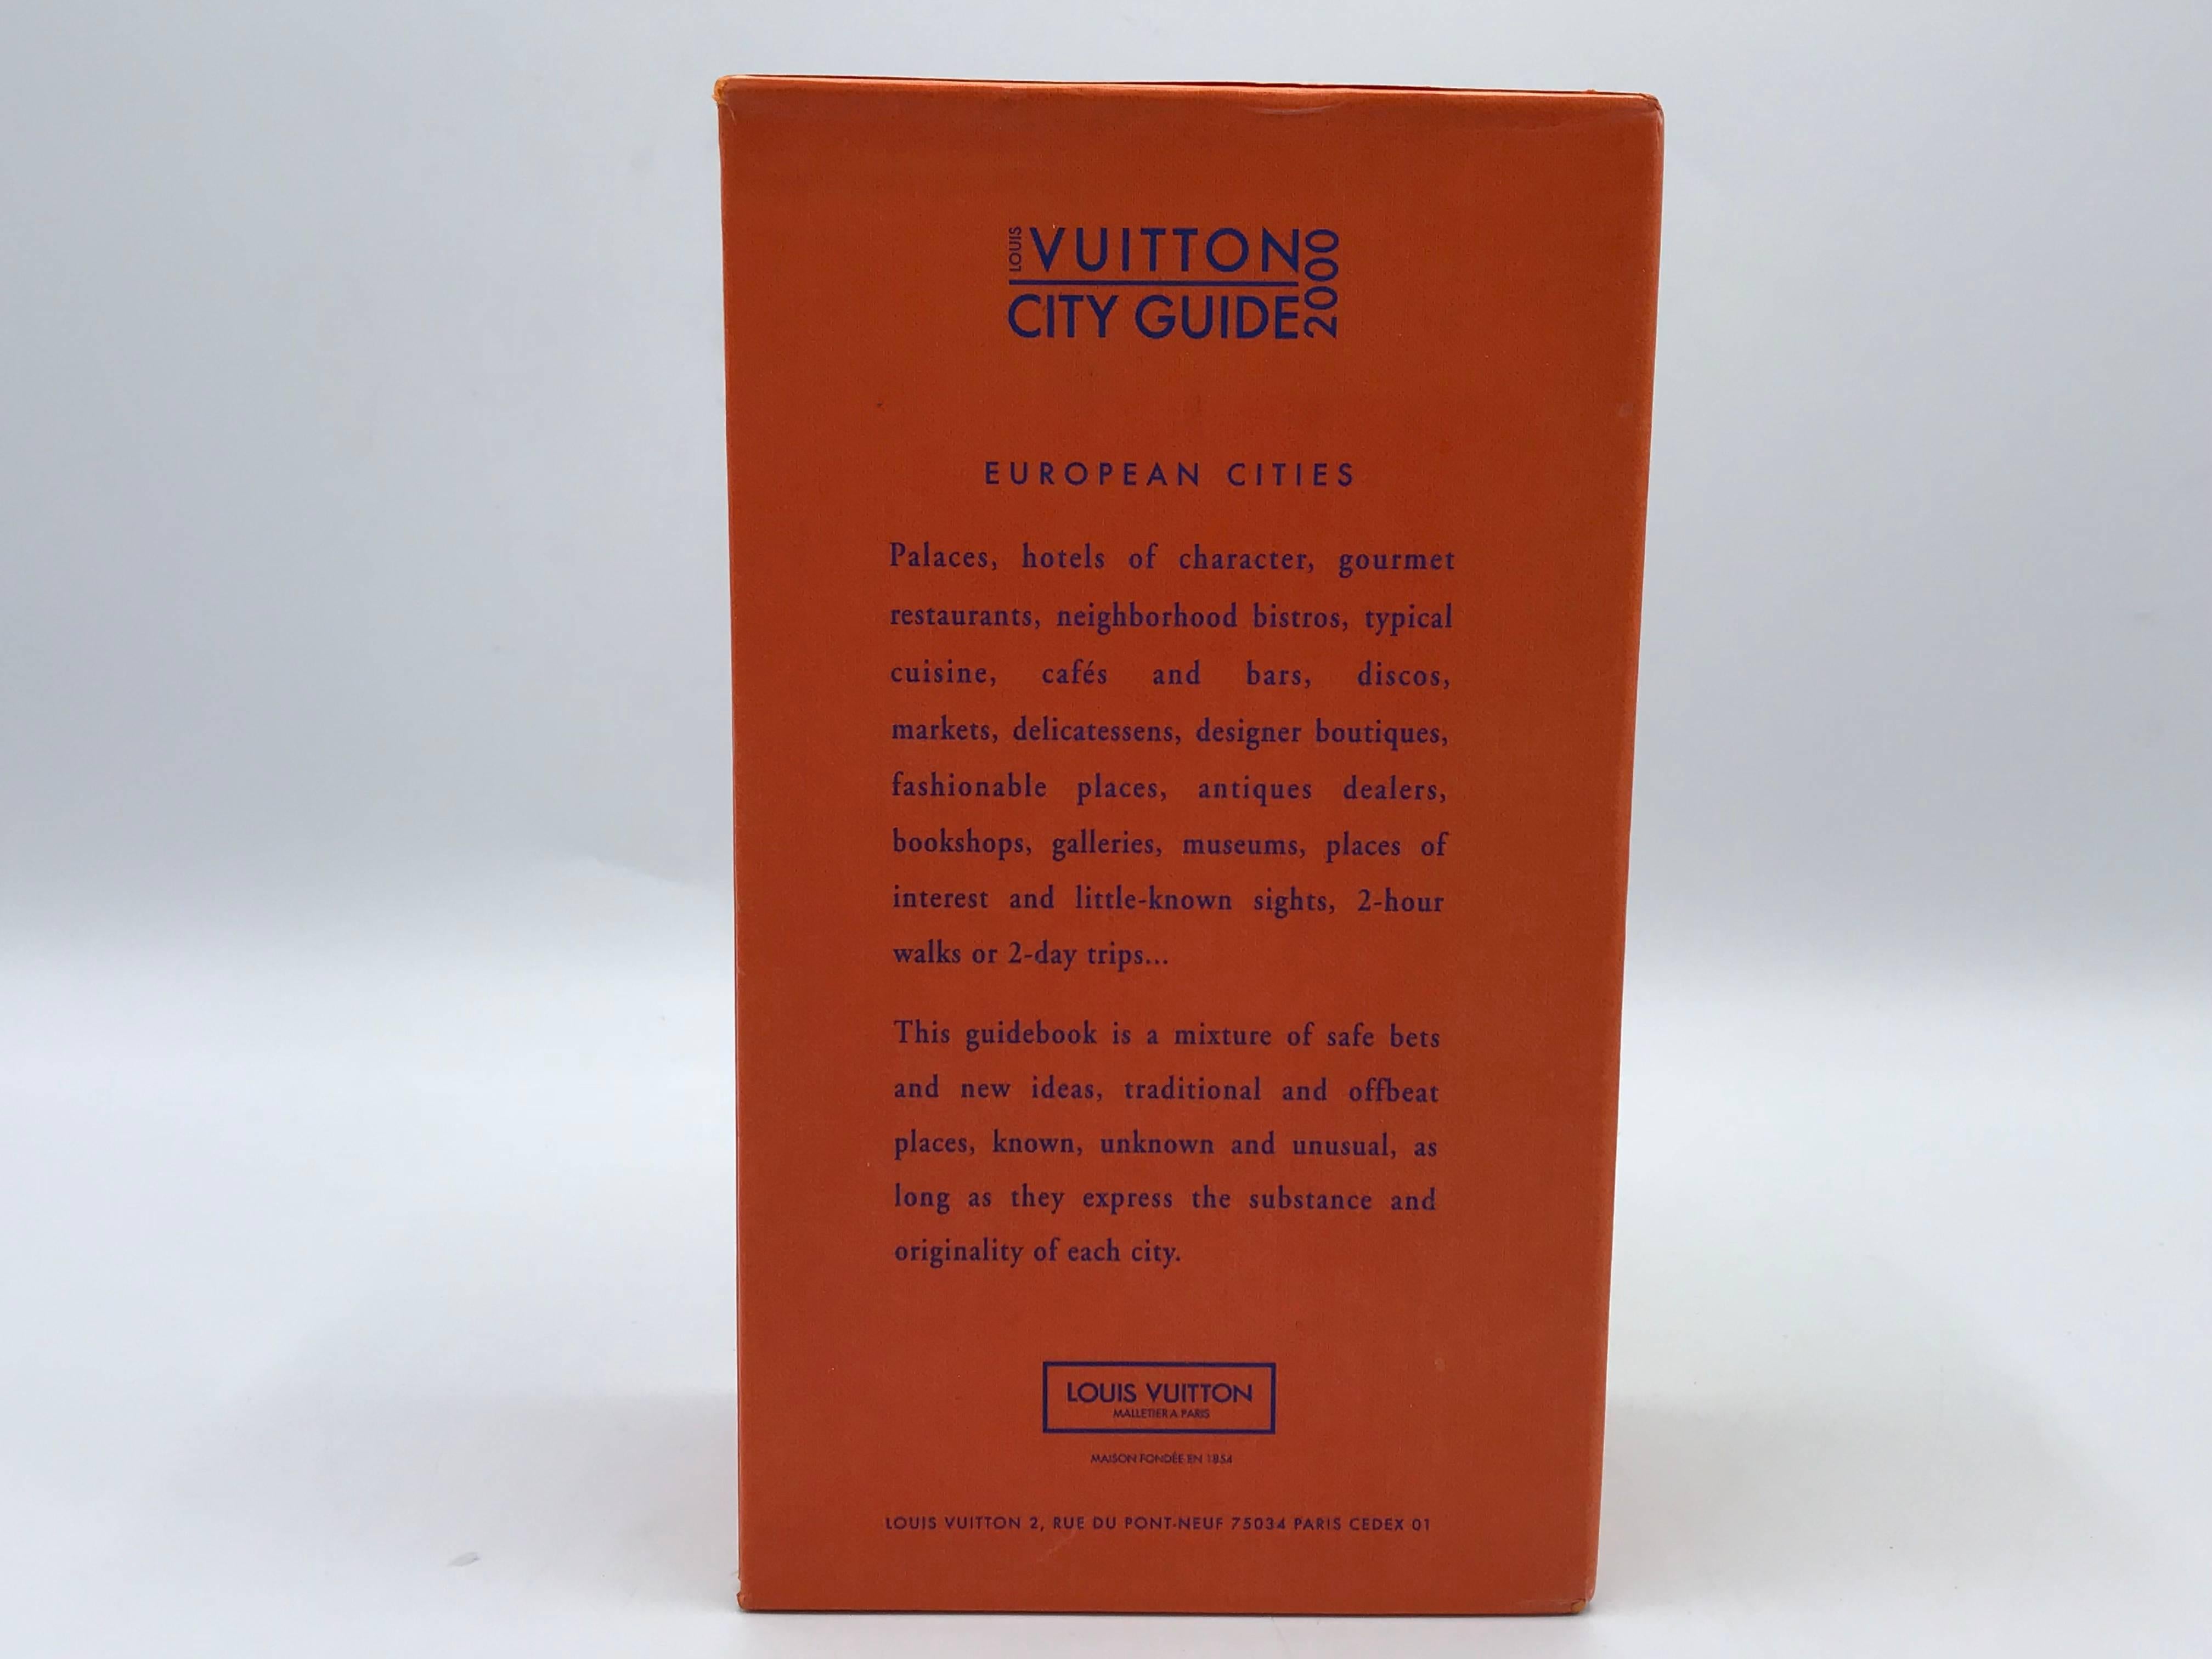 LOUIS VUITTON 2000
CITY GUIDE
EUROPEAN CITIES
Palaces, hotels of character, gourmet
restaurants, neighborhood bistros, typical
cuisine, cafés and bars, discos,
markets, delicatessens, designer boutiques,
fashionable places, antiques dealers,
bookshops, galleries, museums, places of
interest and little-known sights, 2-hour
walks or 2-day trips...
This guidebook is a mixture of safe bets
and new ideas, traditional and offbeat
places, known, unknown and unusual, as
long as they express the substance and
originality of each city.
LOUIS VUITTON
MALLETIER A PARIS
MAISON FONDÉE EN 1854
LOUIS VUITTON 2, RUE DU PONT-NEUF 75034 PARIS CEDEX 01